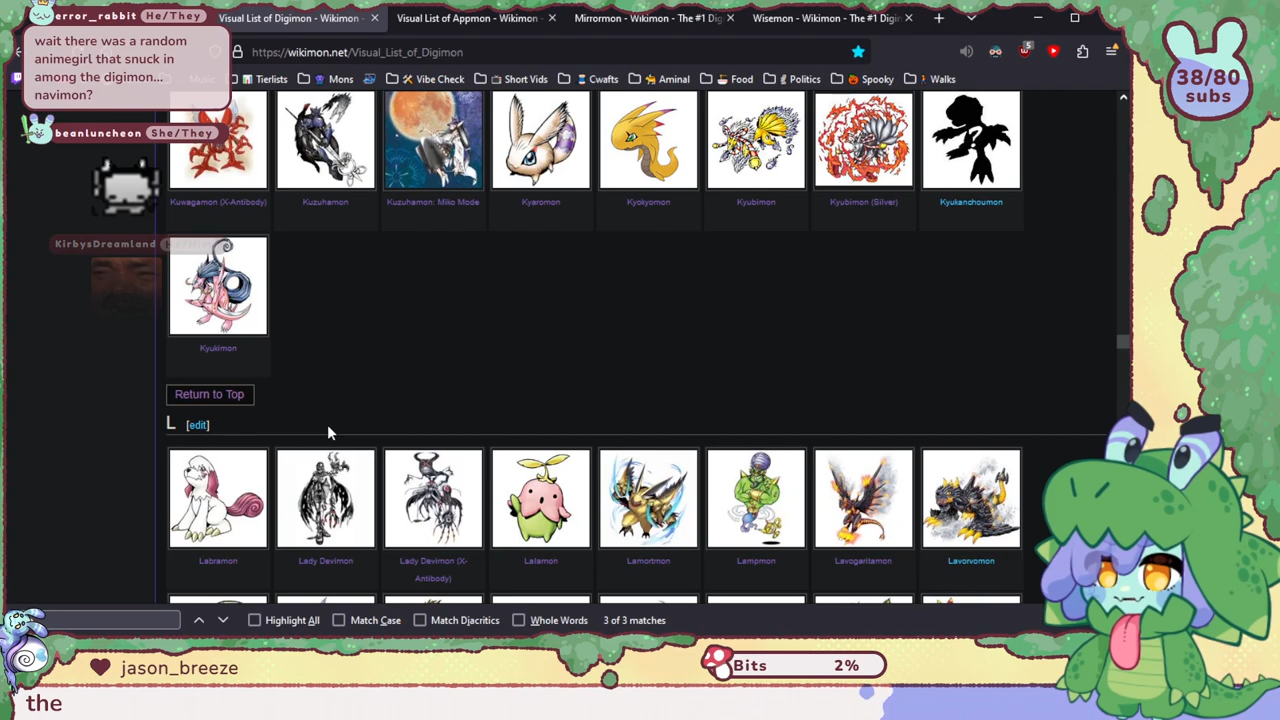 error_rabbit He/They
wait there was a random
animegirl that snuck in
among the digimon...
navimon?
beanluncheon She/They
KirbysDreamland
Visual List of Digimon - Wikimon -
Visual List of Appmon - Wikimon -
Mirrormon - Wikimon - The #1 Dig
Wisemon - Wikimon - The #1 Digi
https://wikimon.net/Visual_List_of_Digimon
5
Music
Tierlists
Mons
Vibe Check
Short Vids
Cwafts
Aminal
Food
Politics
Spooky
Walks
38/80
subs
Kuwagamon (X-Antibody)
Kuzuhamon
Kuzuhamon: Miko Mode
Kyaromon
Kyokyomon
Kyubimon
Kyubimon (Silver)
Kyukanchoumon
Kyukimon
Return to Top
L [edit]
Labramon
Lady Devimon
Lady Devimon (X-
Antibody)
Lalamon
Lamortmon
Lampmon
Lavogaritamon
Lavorvomon
Highlight All
Match Case
Match Diacritics
Whole Words
3 of 3 matches
jason_breeze
Bits 2%
the